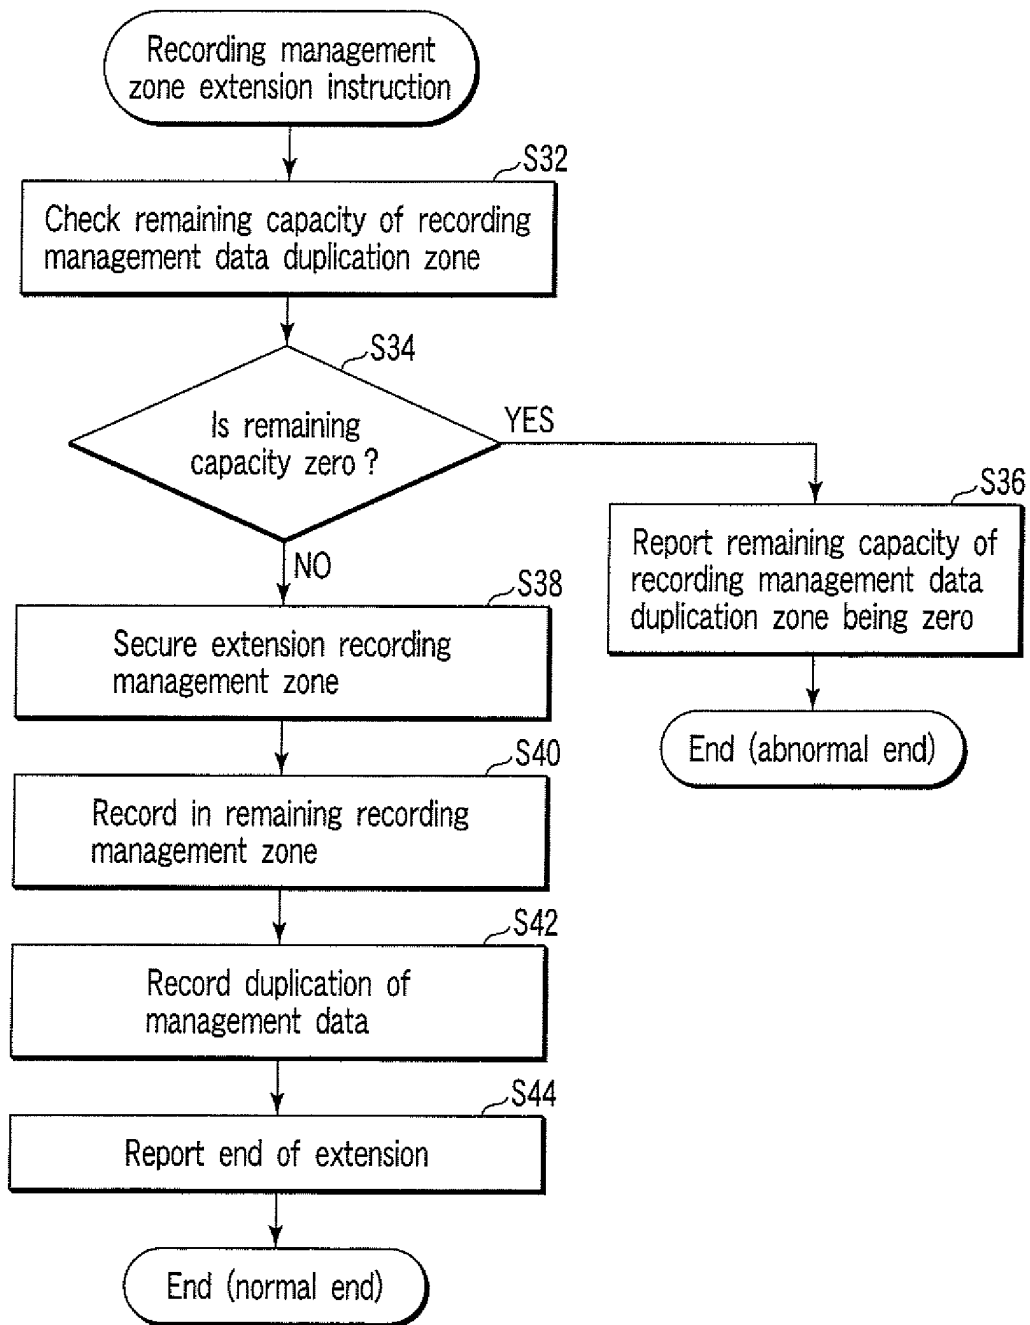 Recording management
zone extension instruction
S32
Check remaining capacity of recording
management data duplication zone
S34
Is remaining
capacity zero ?
YES
S36
Report remaining capacity of
recording management data
duplication zone being zero
End (abnormal end)
NO
S38
Secure extension recording
management zone
S40
Record in remaining recording
management zone
S42
Record duplication of
management data
S44
Report end of extension
End (normal end)